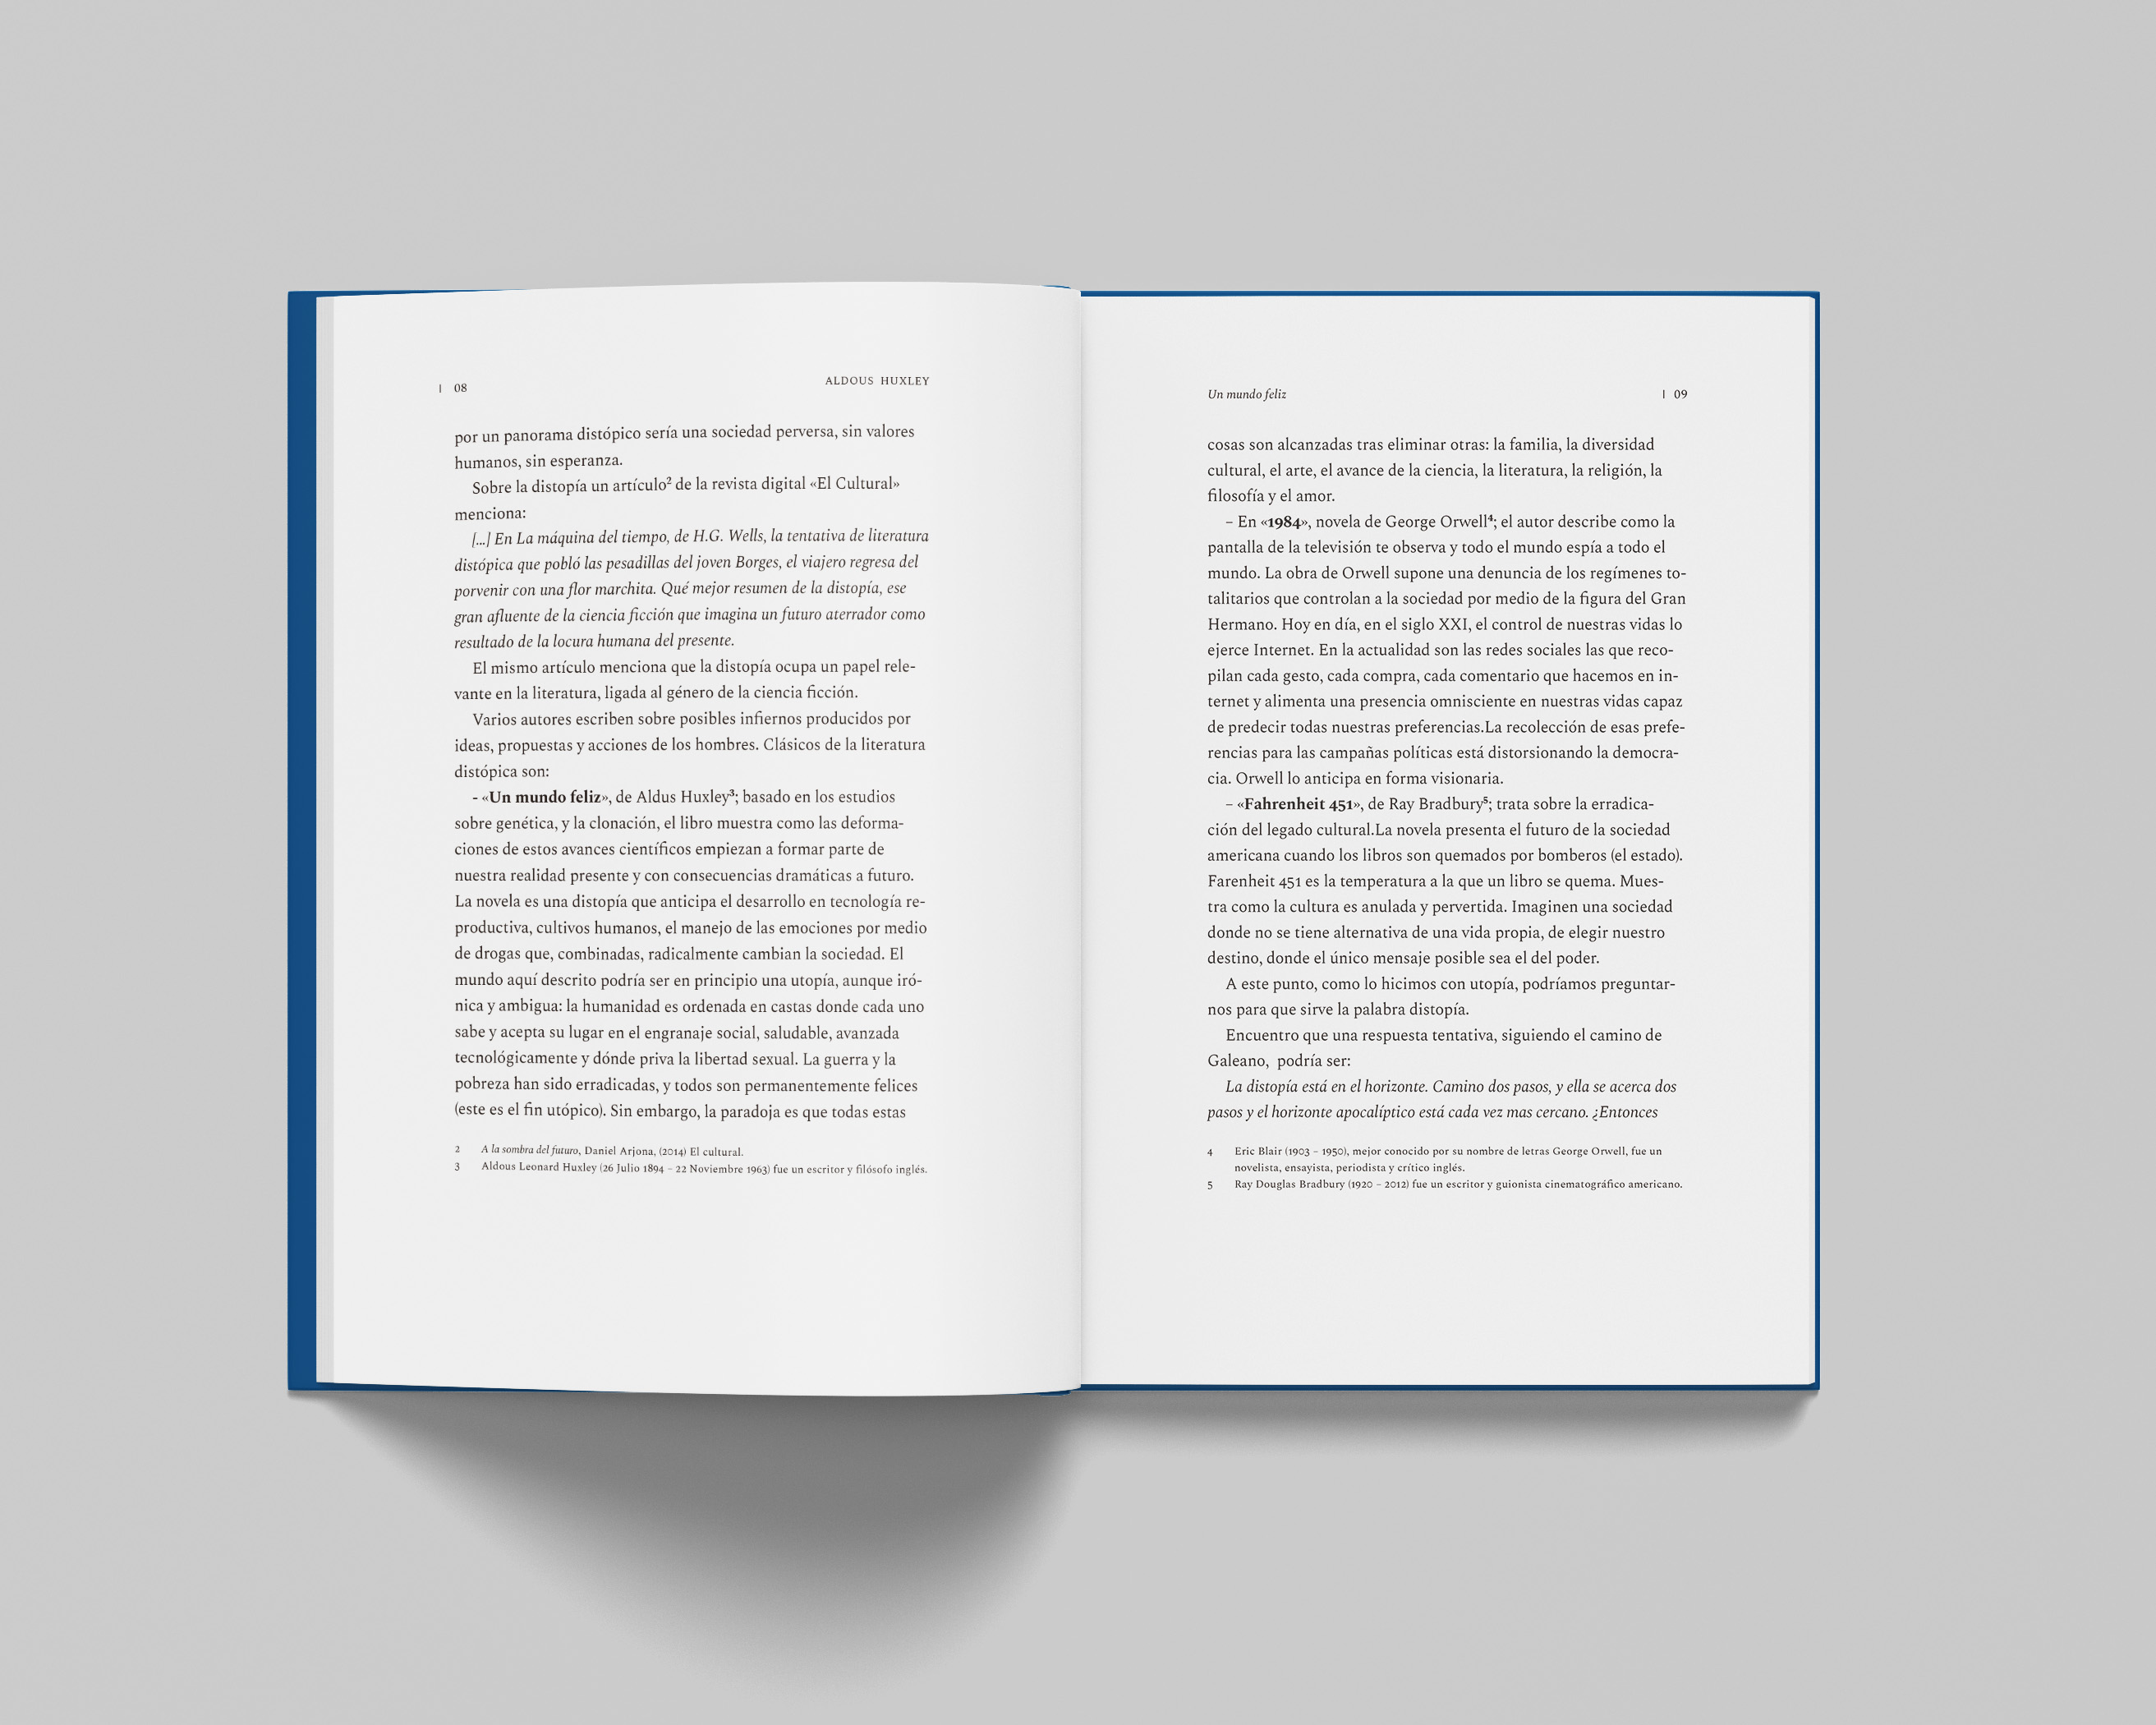 | 08
ALDOUS HUXLEY
por un panorama distópico sería una sociedad perversa, sin valores
humanos, sin esperanza.
Sobre la distopía un artículo² de la revista digital «El Cultural»
menciona:
[...] En La máquina del tiempo, de H.G. Wells, la tentativa de literatura
distópica que pobló las pesadillas del joven Borges, el viajero regresa del
porvenir con una flor marchita. Qué mejor resumen de la distopía, ese
gran afluente de la ciencia ficción que imagina un futuro aterrador como
resultado de la locura humana del presente.
El mismo artículo menciona que la distopía ocupa un papel rele-
vante en la literatura, ligada al género de la ciencia ficción.
Varios autores escriben sobre posibles infiernos producidos por
ideas, propuestas y acciones de los hombres. Clásicos de la literatura
distópica son:
- «Un mundo feliz», de Aldus Huxley³; basado en los estudios
sobre genética, y la clonación, el libro muestra como las deforma-
ciones de estos avances científicos empiezan a formar parte de
nuestra realidad presente y con consecuencias dramáticas a futuro.
La novela es una distopía que anticipa el desarrollo en tecnología re-
productiva, cultivos humanos, el manejo de las emociones por medio
de drogas que, combinadas, radicalmente cambian la sociedad. El
mundo aquí descrito podría ser en principio una utopía, aunque iró-
nica y ambigua: la humanidad es ordenada en castas donde cada uno
sabe y acepta su lugar en el engranaje social, saludable, avanzada
tecnológicamente y dónde priva la libertad sexual. La guerra y la
pobreza han sido erradicadas, y todos son permanentemente felices
(este es el fin utópico). Sin embargo, la paradoja es que todas estas
2 A la sombra del futuro, Daniel Arjona, (2014) El cultural.
3 Aldous Leonard Huxley (26 Julio 1894 – 22 Noviembre 1963) fue un escritor y filósofo inglés.
Un mundo feliz
| 09
cosas son alcanzadas tras eliminar otras: la familia, la diversidad
cultural, el arte, el avance de la ciencia, la literatura, la religión, la
filosofía y el amor.
– En «1984», novela de George Orwell⁴; el autor describe como la
pantalla de la televisión te observa y todo el mundo espía a todo el
mundo. La obra de Orwell supone una denuncia de los regímenes to-
talitarios que controlan a la sociedad por medio de la figura del Gran
Hermano. Hoy en día, en el siglo XXI, el control de nuestras vidas lo
ejerce Internet. En la actualidad son las redes sociales las que reco-
pilan cada gesto, cada compra, cada comentario que hacemos en in-
ternet y alimenta una presencia omnisciente en nuestras vidas capaz
de predecir todas nuestras preferencias.La recolección de esas prefe-
rencias para las campañas políticas está distorsionando la democra-
cia. Orwell lo anticipa en forma visionaria.
– «Fahrenheit 451», de Ray Bradbury⁵; trata sobre la erradica-
ción del legado cultural.La novela presenta el futuro de la sociedad
americana cuando los libros son quemados por bomberos (el estado).
Farenheit 451 es la temperatura a la que un libro se quema. Mues-
tra como la cultura es anulada y pervertida. Imaginen una sociedad
donde no se tiene alternativa de una vida propia, de elegir nuestro
destino, donde el único mensaje posible sea el del poder.
A este punto, como lo hicimos con utopía, podríamos preguntar-
nos para que sirve la palabra distopía.
Encuentro que una respuesta tentativa, siguiendo el camino de
Galeano, podría ser:
La distopía está en el horizonte. Camino dos pasos, y ella se acerca dos
pasos y el horizonte apocalíptico está cada vez mas cercano. ¿Entonces
4 Eric Blair (1903 – 1950), mejor conocido por su nombre de letras George Orwell, fue un
novelista, ensayista, periodista y crítico inglés.
5 Ray Douglas Bradbury (1920 – 2012) fue un escritor y guionista cinematográfico americano.